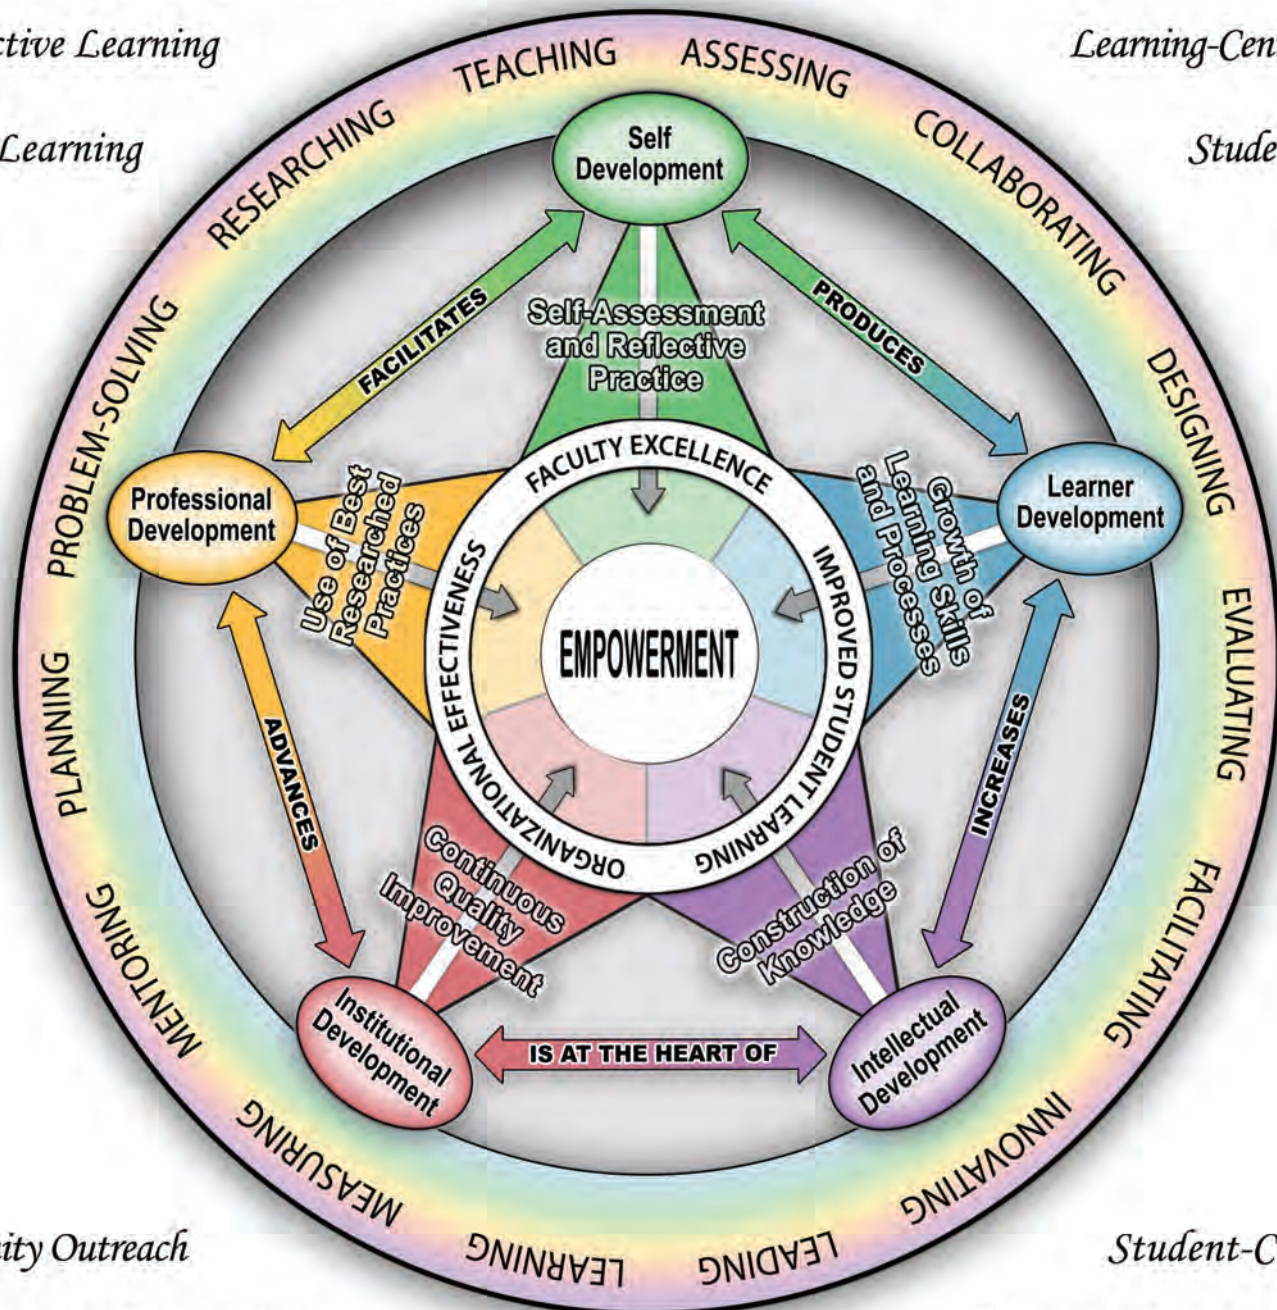 ctive Learning
Learning-Cen
Learning
Stude
TEACHING
ASSESSING
COLLABORATING
DESIGNING
EVALUATING
FACILITATING
INNOVATING
LEADING
LEARNING
MEASURING
MENTORING
PLANNING
PROBLEM-SOLVING
RESEARCHING
Self
Development
FACILITATES
PRODUCES
Self-Assessment
and Reflective
Practice
Professional
Development
Use of Best
Researched
Practices
Learner
Development
Growth of
Learning Skills
and Processes
FACULTY EXCELLENCE
IMPROVED STUDENT LEARNING
ORGANIZATIONAL EFFECTIVENESS
EMPOWERMENT
ADVANCES
INCREASES
Continuous
Quality
Improvement
Construction of
Knowledge
Institutional
Development
IS AT THE HEART OF
Intellectual
Development
ity Outreach
Student-C